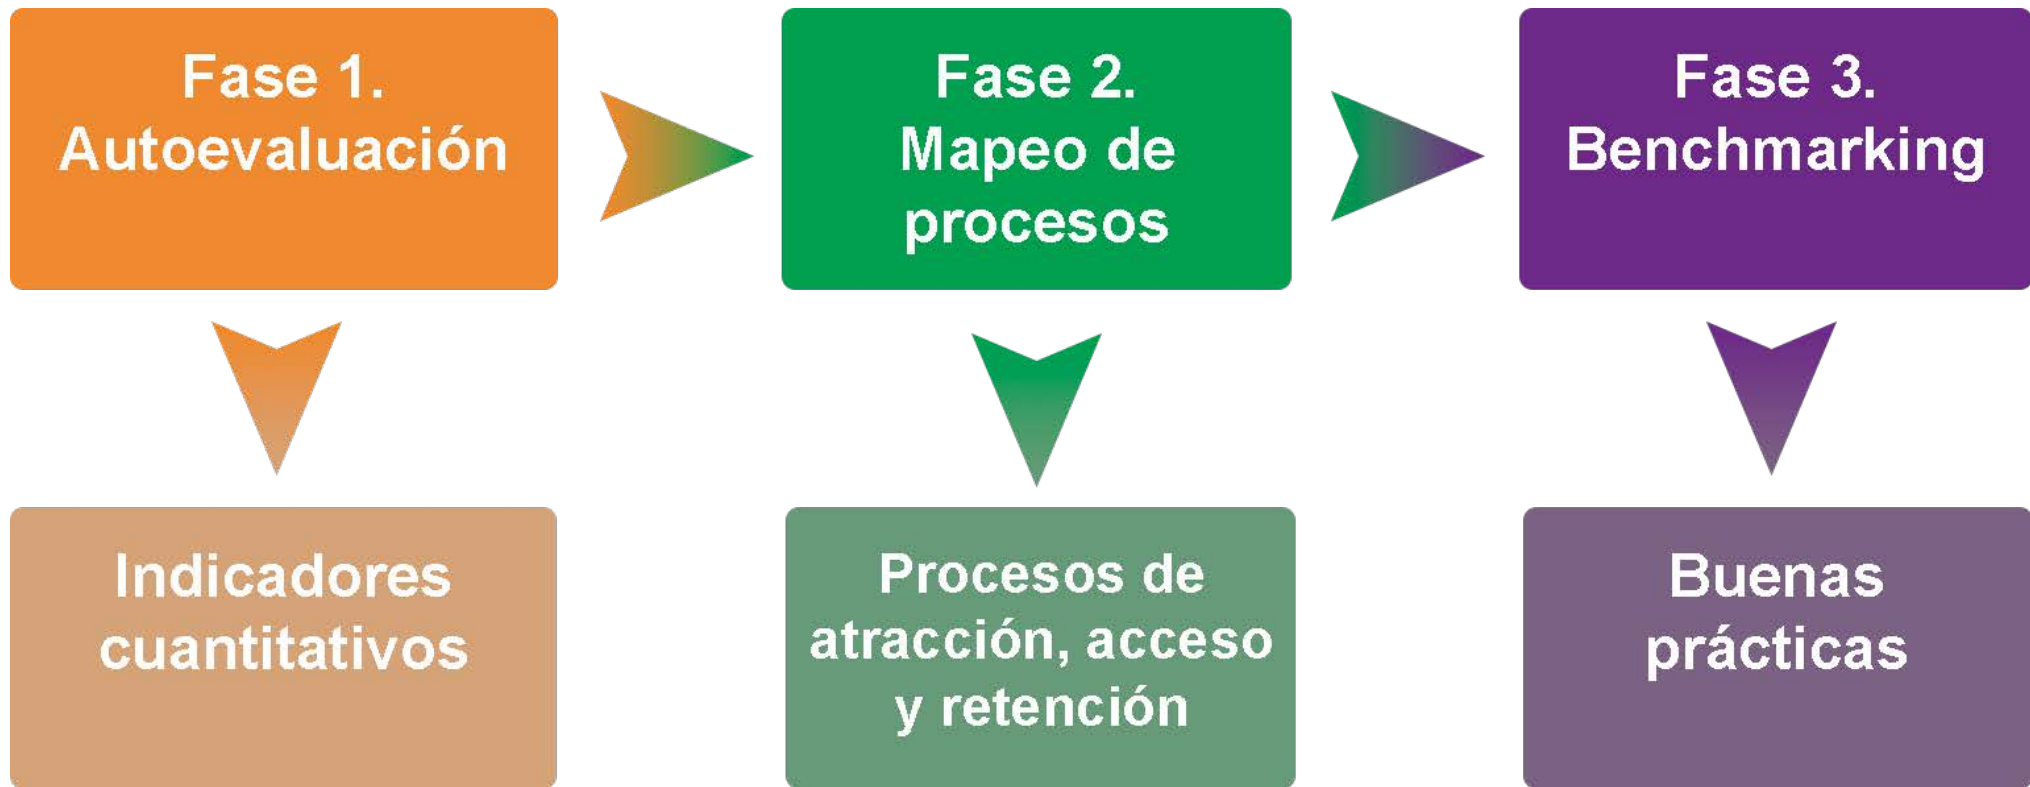 Fase 1.
Autoevaluación
Fase 2.
Mapeo de
procesos
Fase 3.
Benchmarking
Indicadores
cuantitativos
Procesos de
atracción, acceso
y retención
Buenas
prácticas